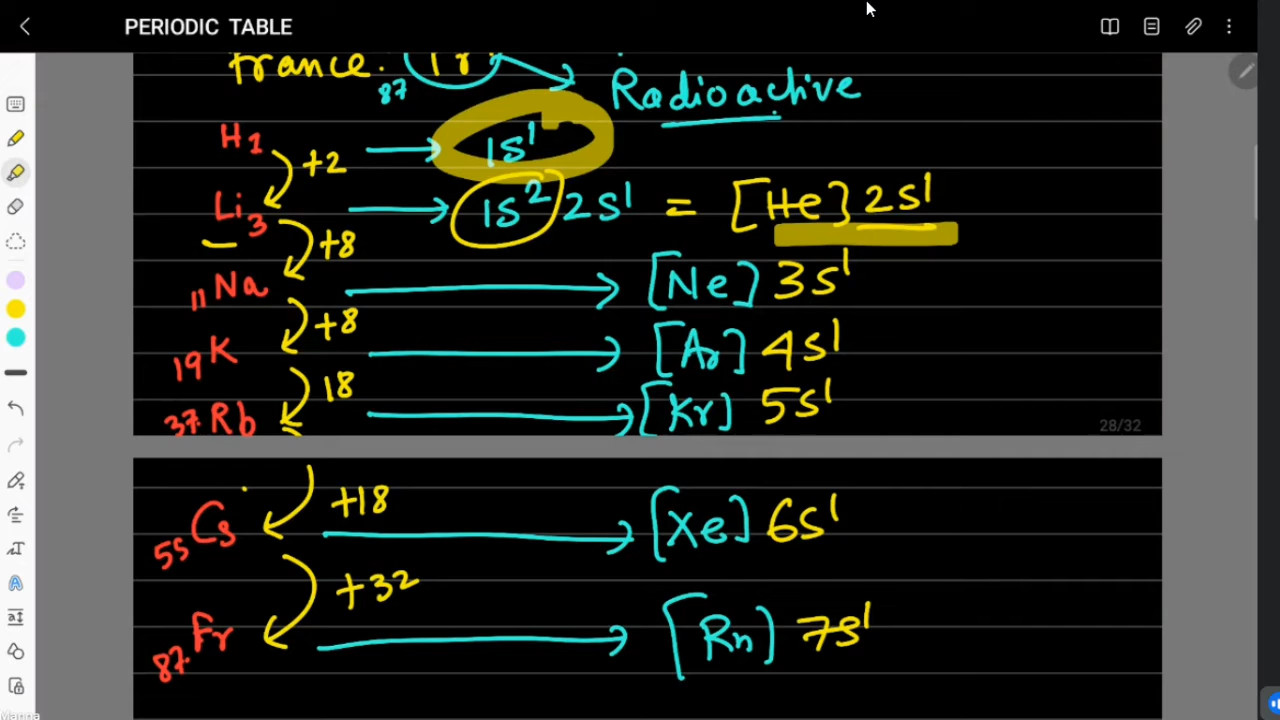 PERIODIC TABLE
france. Fr
87
Radioactive
H1 → 1S¹
+2
Li3 → 1S² 2S¹ = [He] 2S¹
+8
11Na → [Ne] 3S¹
+8
19K → [Ar] 4S¹
18
37Rb → [Kr] 5S¹
28/32
+18
55Cs → [Xe] 6S¹
+32
87Fr → [Rn] 7S¹